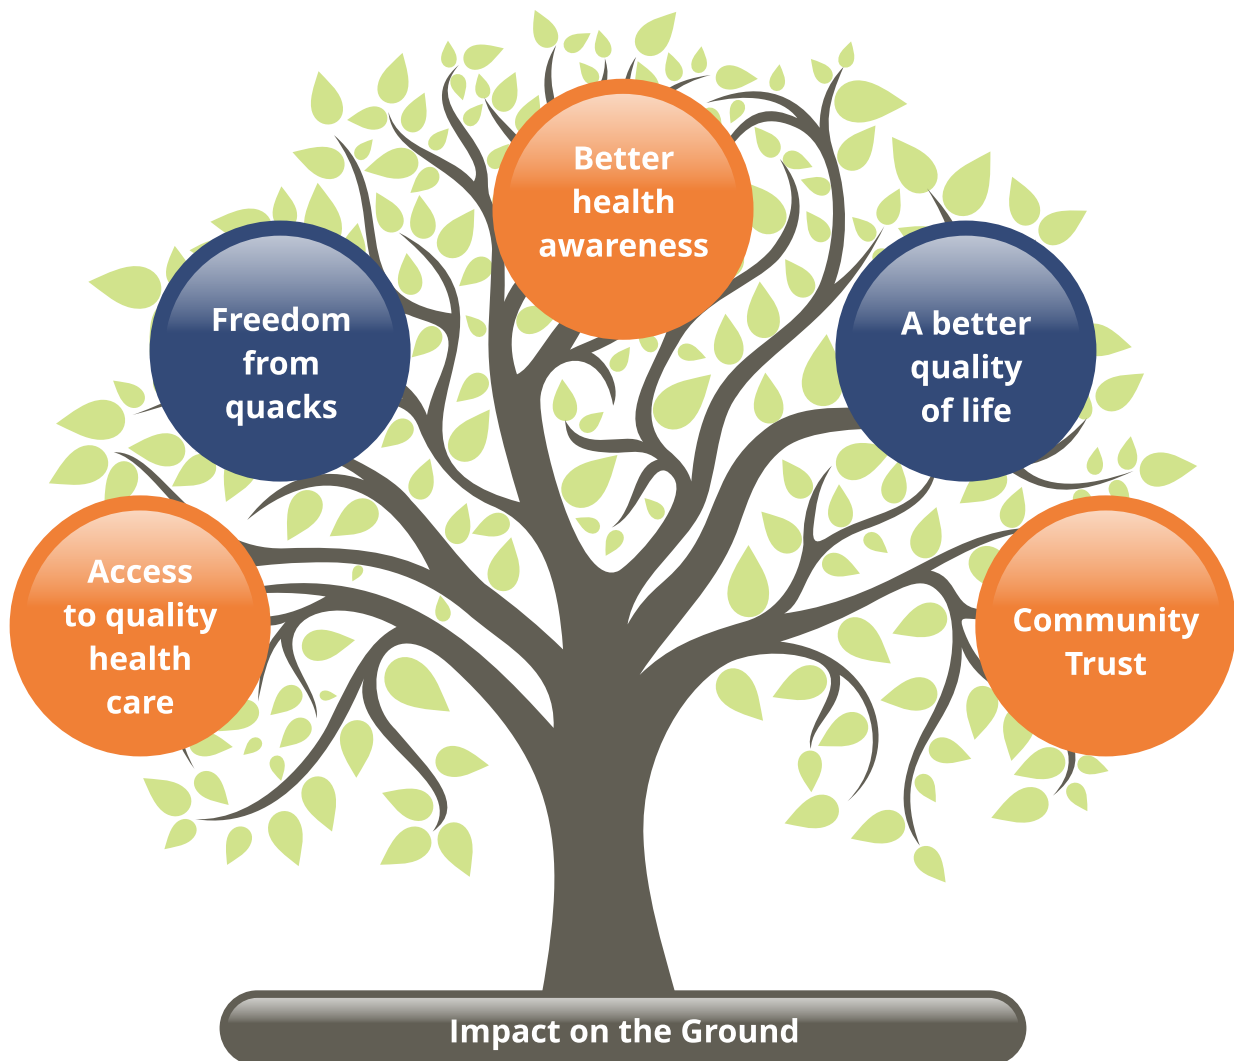 Better
health
awareness
Freedom
from
quacks
A better
quality
of life
Access
to quality
health
care
Community
Trust
Impact on the Ground